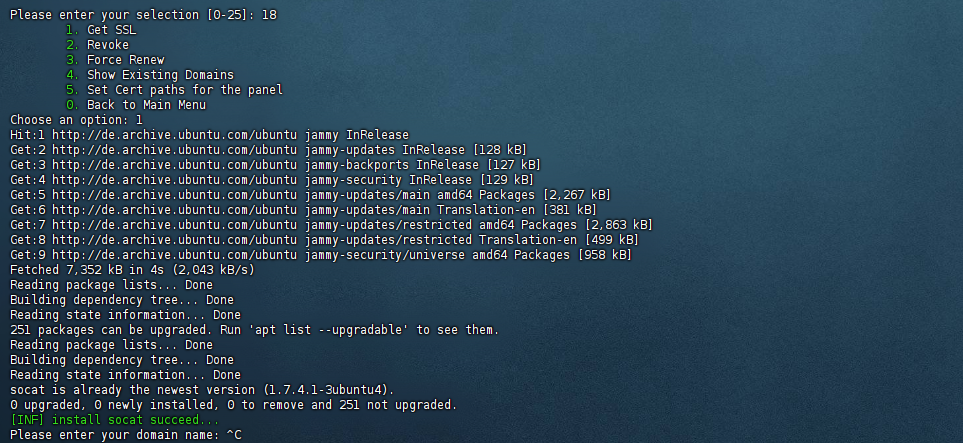 Please enter your selection [0-25]: 18
1. Get SSL
2. Revoke
3. Force Renew
4. Show Existing Domains
5. Set Cert paths for the panel
0. Back to Main Menu
Choose an option: 1
Hit:1 http://de.archive.ubuntu.com/ubuntu jammy InRelease
Get:2 http://de.archive.ubuntu.com/ubuntu jammy-updates InRelease [128 kB]
Get:3 http://de.archive.ubuntu.com/ubuntu jammy-backports InRelease [127 kB]
Get:4 http://de.archive.ubuntu.com/ubuntu jammy-security InRelease [129 kB]
Get:5 http://de.archive.ubuntu.com/ubuntu jammy-updates/main amd64 Packages [2,267 kB]
Get:6 http://de.archive.ubuntu.com/ubuntu jammy-updates/main Translation-en [381 kB]
Get:7 http://de.archive.ubuntu.com/ubuntu jammy-updates/restricted amd64 Packages [2,863 kB]
Get:8 http://de.archive.ubuntu.com/ubuntu jammy-updates/restricted Translation-en [499 kB]
Get:9 http://de.archive.ubuntu.com/ubuntu jammy-security/universe amd64 Packages [958 kB]
Fetched 7,352 kB in 4s (2,043 kB/s)
Reading package lists... Done
Building dependency tree... Done
Reading state information... Done
251 packages can be upgraded. Run 'apt list --upgradable' to see them.
Reading package lists... Done
Building dependency tree... Done
Reading state information... Done
socat is already the newest version (1.7.4.1-3ubuntu4).
0 upgraded, 0 newly installed, 0 to remove and 251 not upgraded.
[INF] install socat succeed...
Please enter your domain name: ^C